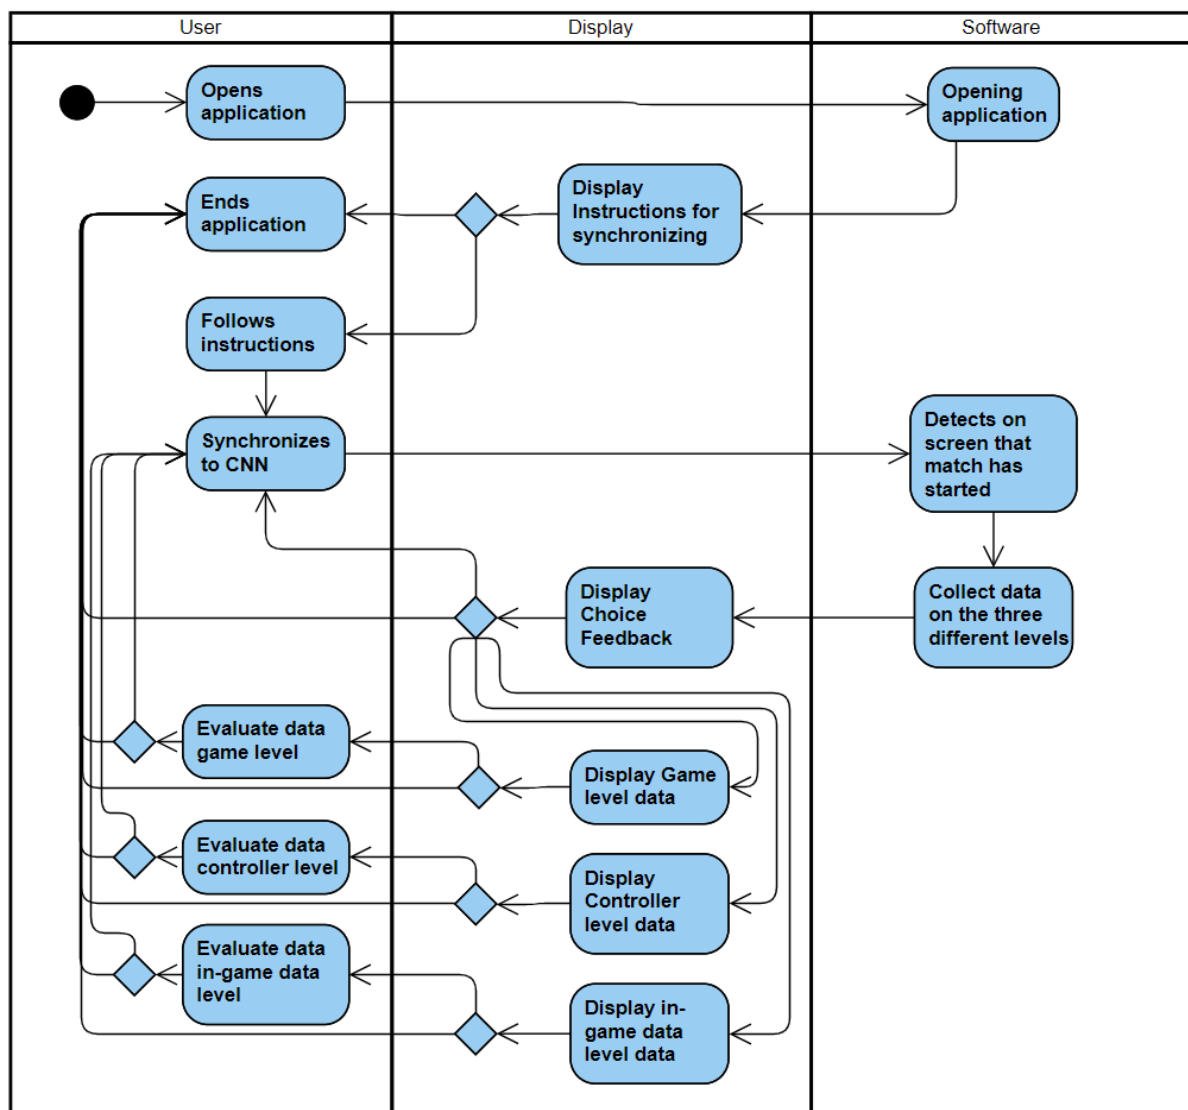 User
Display
Software
Opens
application
Opening
application
Ends
application
Display
Instructions for
synchronizing
Follows
instructions
Synchronizes
to CNN
Detects on
screen that
match has
started
Display
Choice
Feedback
Collect data
on the three
different levels
Evaluate data
game level
Display Game
level data
Evaluate data
controller level
Display
Controller
level data
Evaluate data
in-game data
level
Display in-
game data
level data